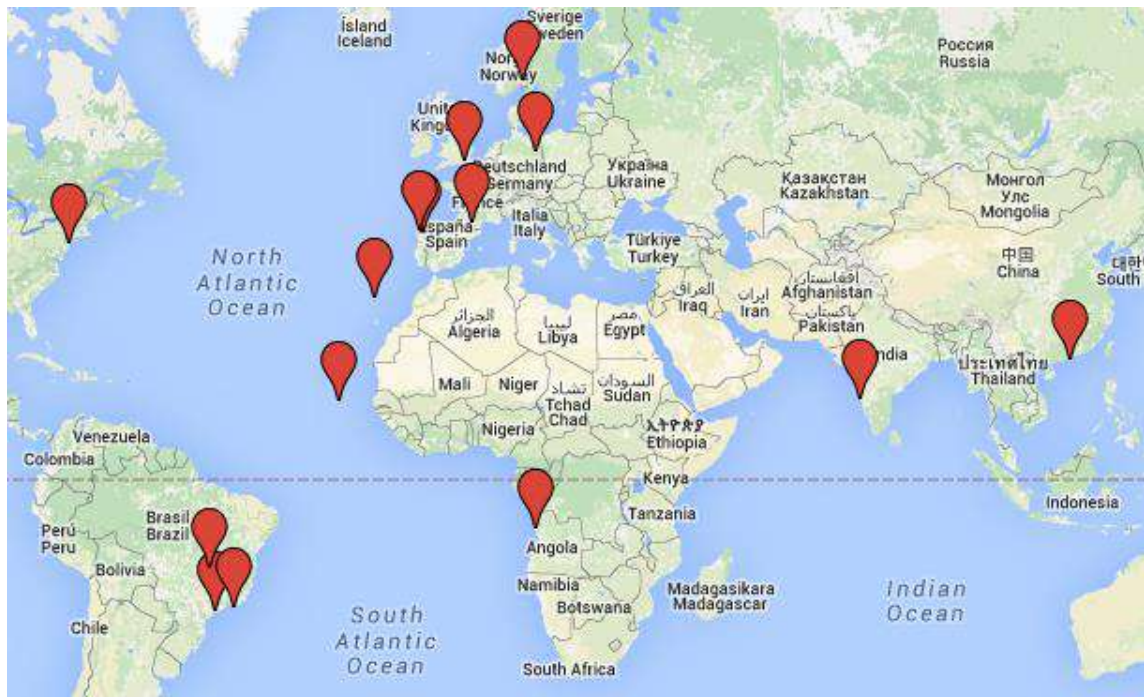 Ísland
Iceland
Sverige
Norway
Россия
Russia
Deutschland
Germany
France
Україна
Ukraine
Қазақстан
Kazakhstan
Монгол
Улс
Mongolia
España
Spain
Italia
Italy
Türkiye
Turkey
中国
China
South
North
Atlantic
Ocean
الجزائر
Algeria
ليبيا
Libya
مصر
Egypt
العراق
Iraq
ایران
Iran
افغانستان
Afghanistan
پاکستان
Pakistan
Mali
Niger
تشاد
Tchad
Chad
السودان
Sudan
ประเทศไทย
Thailand
Nigeria
ኢትዮጵያ
Ethiopia
Venezuela
Colombia
Kenya
Indonesia
Brasil
Brazil
Perú
Peru
Tanzania
Angola
Bolivia
Namibia
Botswana
Madagasikara
Madagascar
Indian
Ocean
Chile
South
Atlantic
Ocean
South Africa